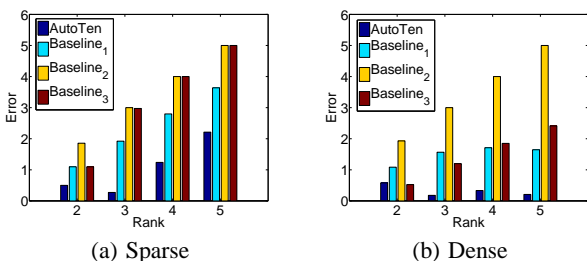 6
5
4
3
2
1
0
Error
AutoTen
Baseline1
Baseline2
Baseline3
2 3 4 5
Rank
(a) Sparse
6
5
4
3
2
1
0
Error
AutoTen
Baseline1
Baseline2
Baseline3
2 3 4 5
Rank
(b) Dense